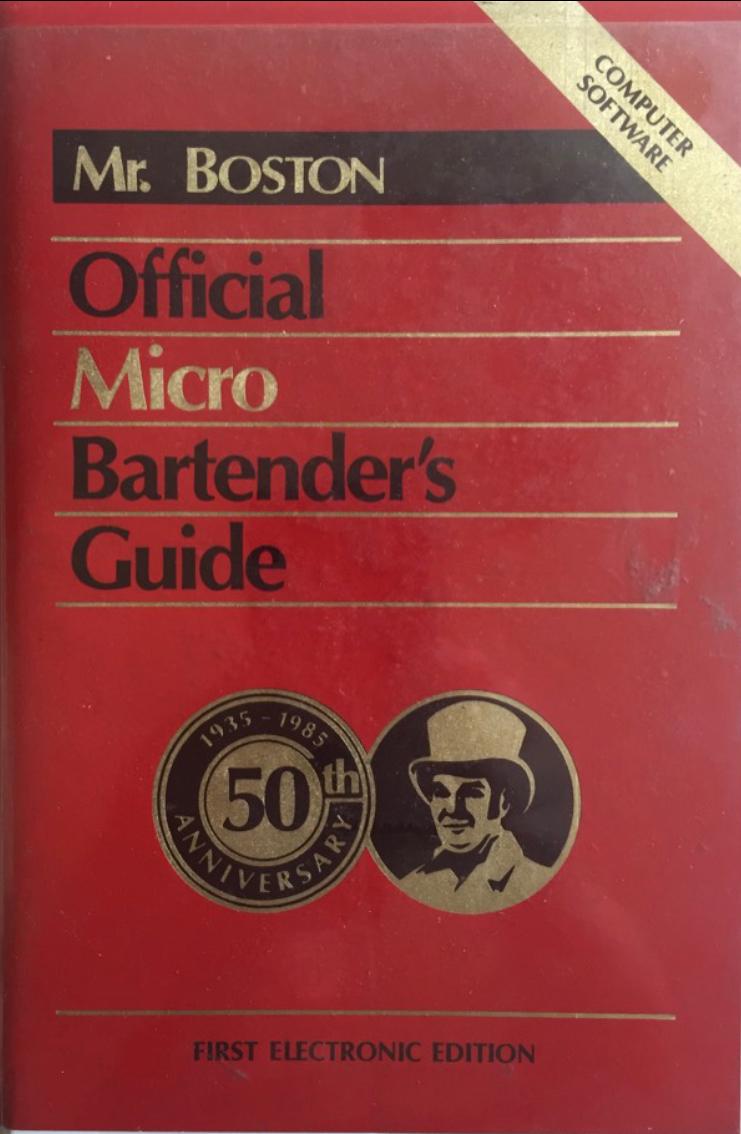 COMPUTER
SOFTWARE
Mr. BOSTON
Official
Micro
Bartender's
Guide
1935 - 1985
50th
ANNIVERSARY
FIRST ELECTRONIC EDITION